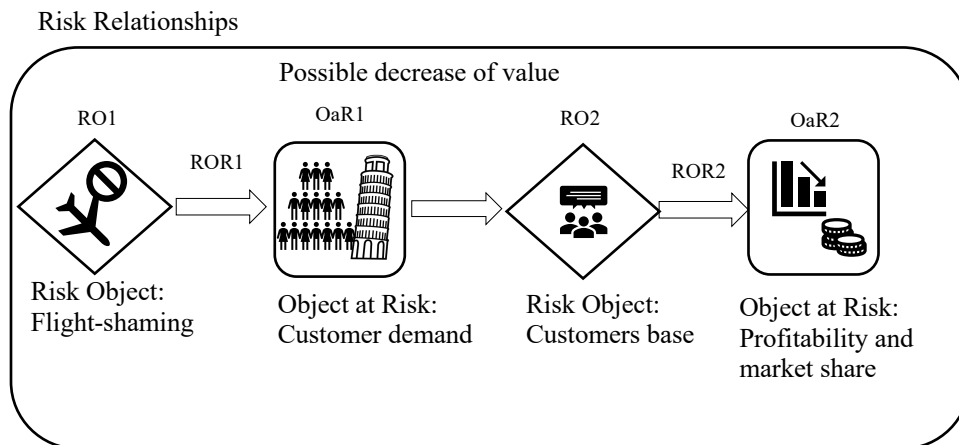 Risk Relationships
Possible decrease of value
RO1
OaR1
RO2
OaR2
ROR1
ROR2
Risk Object:
Flight-shaming
Object at Risk:
Customer demand
Risk Object:
Customers base
Object at Risk:
Profitability and
market share